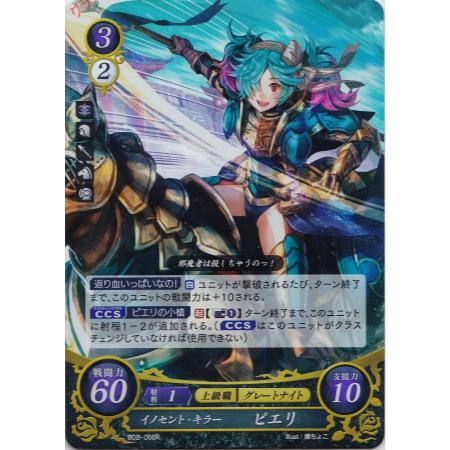 3
2
邪魔者は殺しちゃうのっ!
返り血いっぱいなの! 自 ユニットが撃破されるたび、ターン終了
まで、このユニットの戦闘力は+10される。
CCS ピエリの小槍 起【 1】ターン終了まで、このユニット
に射程1-2が追加される。(CCSはこのユニットがクラス
チェンジしていなければ使用できない)
戦闘力 60 射程 1 上級職 グレートナイト 支援力 10
イノセント・キラー ピエリ
B02-060R
Illust: